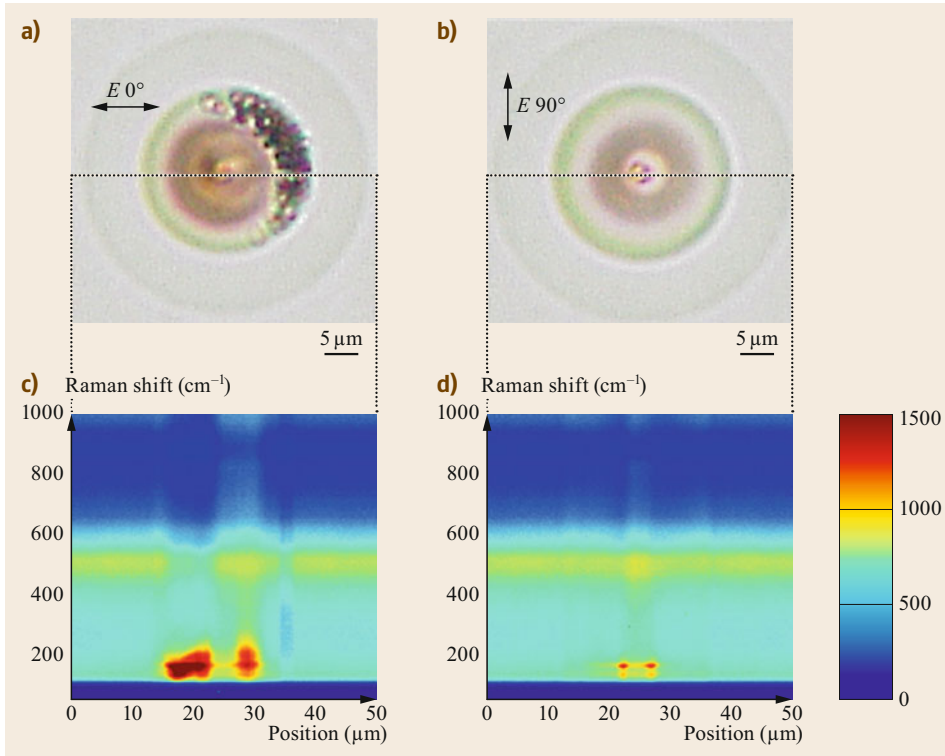 a)
E 0°
5 µm
b)
E 90°
5 µm
c) Raman shift (cm⁻¹)
1000
800
600
400
200
0 10 20 30 40 50
Position (µm)
d) Raman shift (cm⁻¹)
1000
800
600
400
200
0 10 20 30 40 50
Position (µm)
1500
1000
500
0